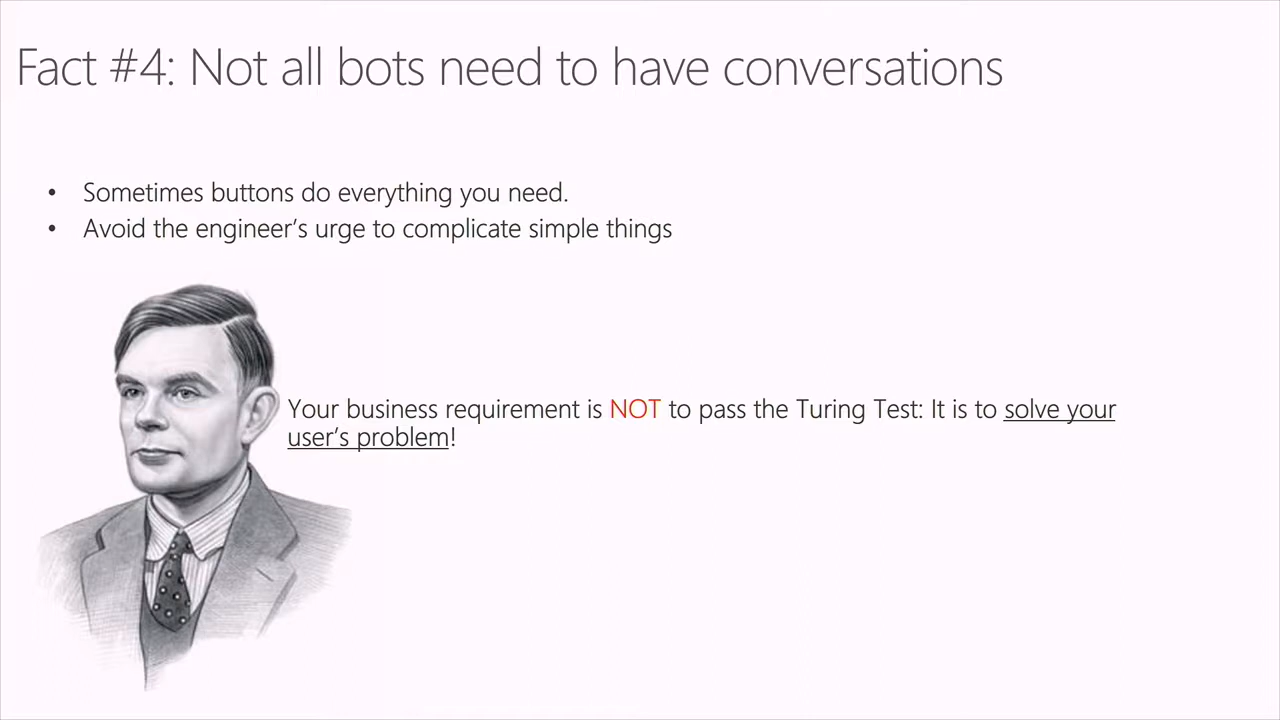 Fact #4: Not all bots need to have conversations
• Sometimes buttons do everything you need.
• Avoid the engineer’s urge to complicate simple things
Your business requirement is NOT to pass the Turing Test: It is to solve your
user’s problem!